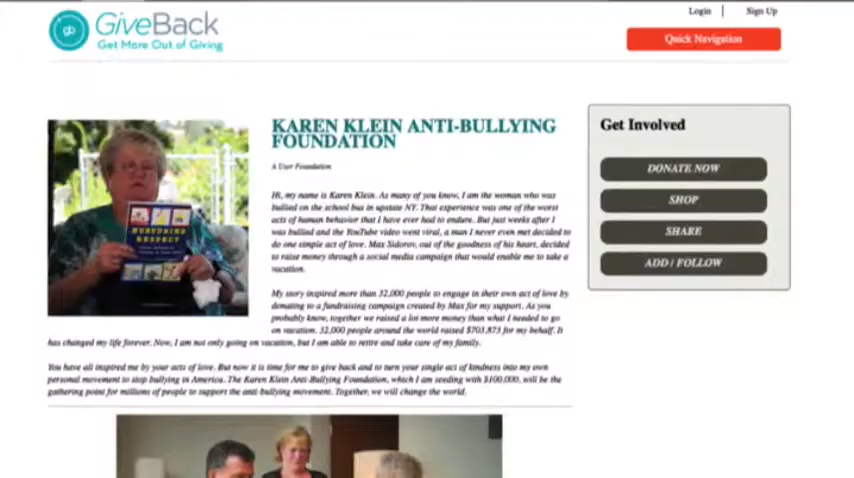 gb
GiveBack
Get More Out of Giving
Login | Sign Up
Quick Navigation
NURTURING
RESPECT
KAREN KLEIN ANTI-BULLYING
FOUNDATION
A User Foundation
Hi, my name is Karen Klein. As many of you know, I am the woman who was
bullied on the school bus in upstate NY. That experience was one of the worst
acts of human behavior that I have ever had to endure. But just weeks after I
was bullied and the YouTube video went viral, a man I never even met decided to
do one simple act of love. Max Sidorov, out of the goodness of his heart, decided
to raise money through a social media campaign that would enable me to take a
vacation.
My story inspired more than 32,000 people to engage in their own act of love by
donating to a fundraising campaign created by Max for my support. As you
probably know, together we raised a lot more money than what I needed to go
on vacation. 32,000 people around the world raised $703,873 for my behalf. It
has changed my life forever. Now, I am not only going on vacation, but I am able to retire and take care of my family.
You have all inspired me by your acts of love. But now it is time for me to give back and to turn your single act of kindness into my own
personal movement to stop bullying in America. The Karen Klein Anti-Bullying Foundation, which I am seeding with $100,000, will be the
gathering point for millions of people to support the anti-bullying movement. Together, we will change the world.
Get Involved
DONATE NOW
SHOP
SHARE
ADD / FOLLOW